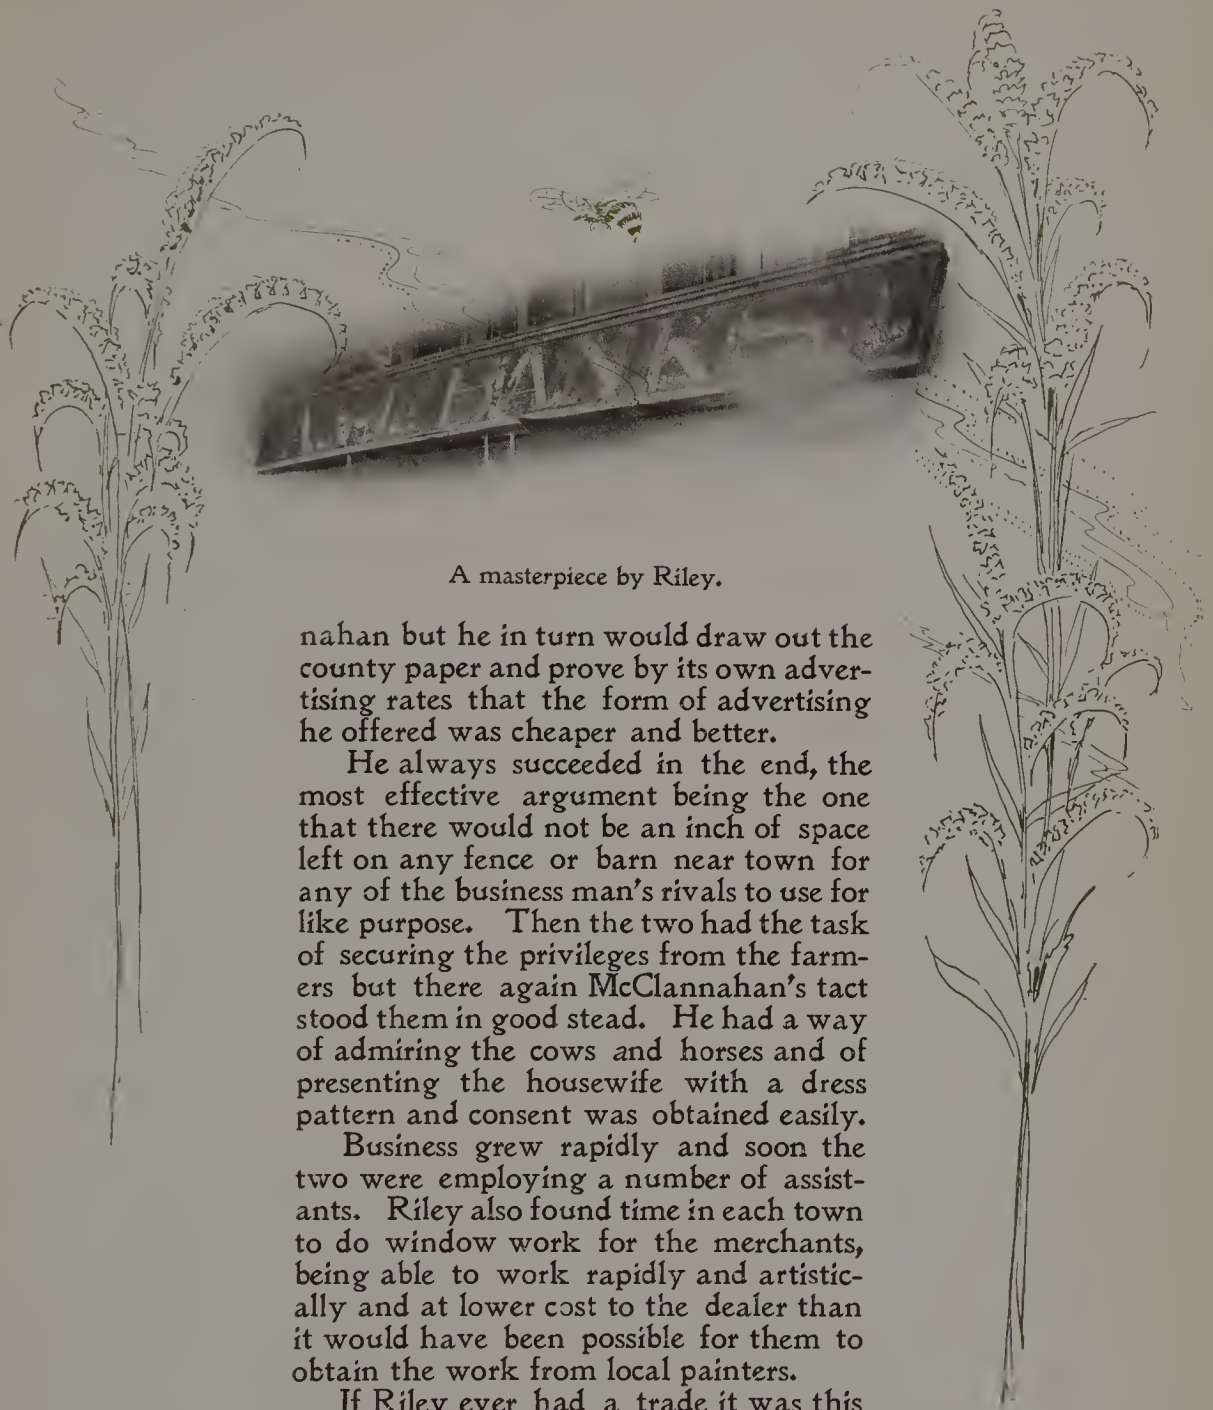 A masterpiece by Riley.
nahan but he in turn would draw out the
county paper and prove by its own adver-
tising rates that the form of advertising
he offered was cheaper and better.
He always succeeded in the end, the
most effective argument being the one
that there would not be an inch of space
left on any fence or barn near town for
any of the business man's rivals to use for
like purpose. Then the two had the task
of securing the privileges from the farm-
ers but there again McClannahan's tact
stood them in good stead. He had a way
of admiring the cows and horses and of
presenting the housewife with a dress
pattern and consent was obtained easily.
Business grew rapidly and soon the
two were employing a number of assist-
ants. Riley also found time in each town
to do window work for the merchants,
being able to work rapidly and artistic-
ally and at lower cost to the dealer than
it would have been possible for them to
obtain the work from local painters.
If Riley ever had a trade it was this